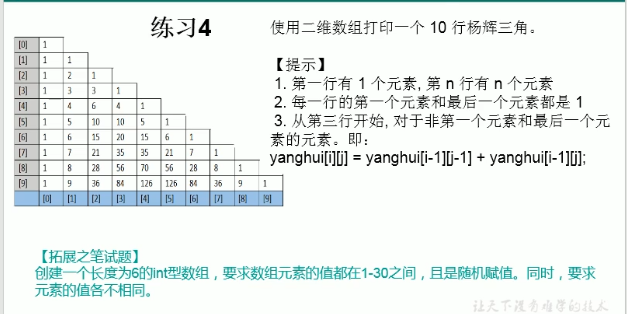 练习4
[0] 1
[1] 1 1
[2] 1 2 1
[3] 1 3 3 1
[4] 1 4 6 4 1
[5] 1 5 10 10 5 1
[6] 1 6 15 20 15 6 1
[7] 1 7 21 35 35 21 7 1
[8] 1 8 28 56 70 56 28 8 1
[9] 1 9 36 84 126 126 84 36 9 1
[0] [1] [2] [3] [4] [5] [6] [7] [8] [9]
使用二维数组打印一个 10 行杨辉三角。
【提示】
1. 第一行有 1 个元素, 第 n 行有 n 个元素
2. 每一行的第一个元素和最后一个元素都是 1
3. 从第三行开始, 对于非第一个元素和最后一个元
素的元素。即：
yanghui[i][j] = yanghui[i-1][j-1] + yanghui[i-1][j];
【拓展之笔试题】
创建一个长度为6的int型数组，要求数组元素的值都在1-30之间，且是随机赋值。同时，要求
元素的值各不相同。
让天下没有难学的技术